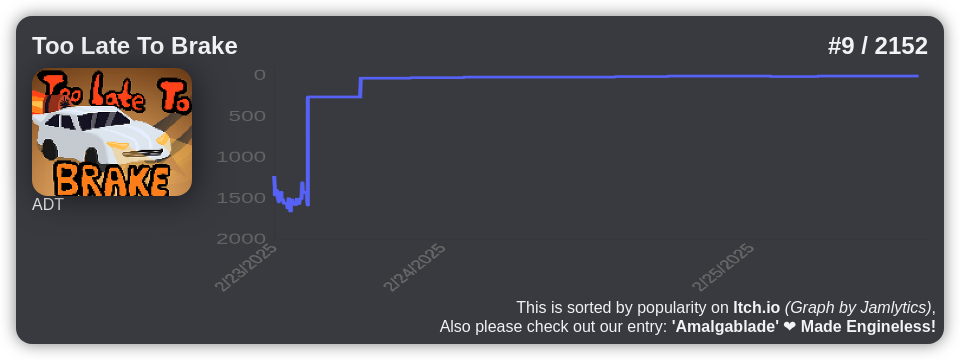 Too Late To Brake
#9 / 2152
Too Late To
BRAKE
ADT
0
500
1000
1500
2000
2/23/2025
2/24/2025
2/25/2025
This is sorted by popularity on Itch.io (Graph by Jamlytics),
Also please check out our entry: 'Amalgablade' ❤ Made Engineless!